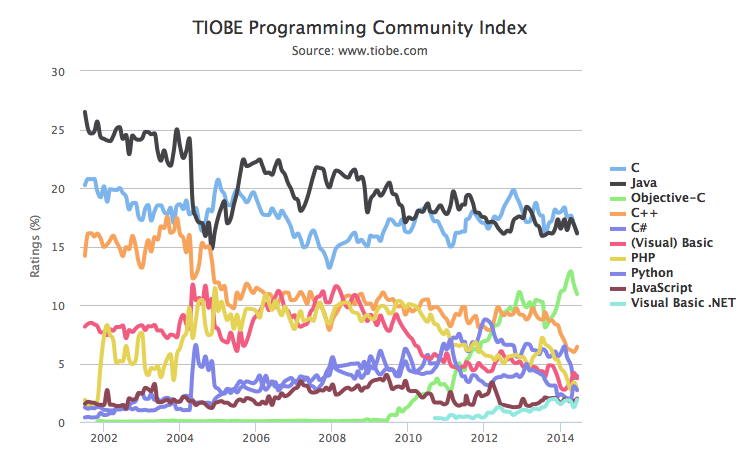 TIOBE Programming Community Index
Source: www.tiobe.com
Ratings (%)
30
25
20
15
10
5
0
2002 2004 2006 2008 2010 2012 2014
C
Java
Objective-C
C++
C#
(Visual) Basic
PHP
Python
JavaScript
Visual Basic .NET